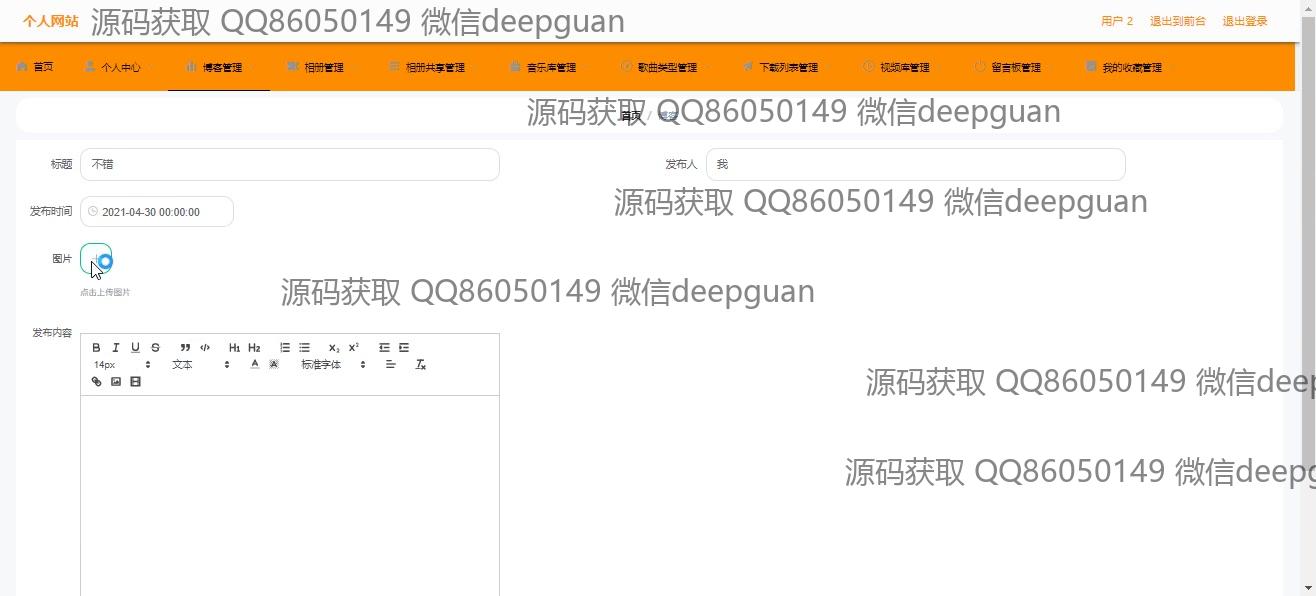 个人网站
源码获取 QQ86050149 微信deepguan
用户 2 退出到前台 退出登录
首页 个人中心 博客管理 相册管理 相册共享管理 音乐库管理 歌曲类型管理 下载列表管理 视频库管理 留言板管理 我的收藏管理
源码获取 QQ86050149 微信deepguan
首页 / 博客
标题 不错
发布人 我
源码获取 QQ86050149 微信deepguan
发布时间 2021-04-30 00:00:00
图片
点击上传图片
源码获取 QQ86050149 微信deepguan
发布内容
B I U S ” </> H1 H2 X₂ X²
14px 文本 A A 标准字体 Tx
源码获取 QQ86050149 微信deep
源码获取 QQ86050149 微信deepg